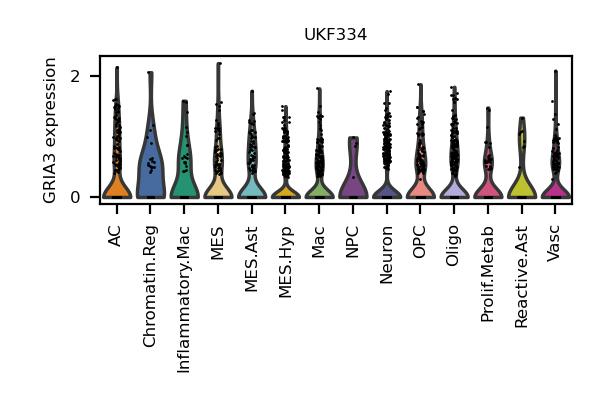 UKF334
GRIA3 expression
2
0
AC
Chromatin.Reg
Inflammatory.Mac
MES
MES.Ast
MES.Hyp
Mac
NPC
Neuron
OPC
Oligo
Prolif.Metab
Reactive.Ast
Vasc